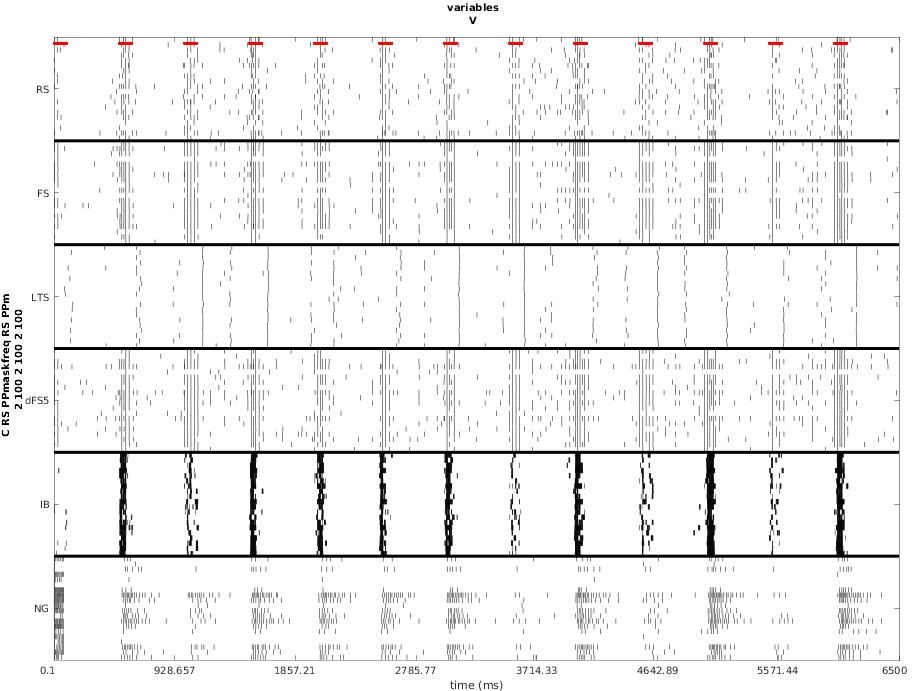 variables
V
C RS PPmaskfreq RS PPm
2 100 2 100 2 100
RS
FS
LTS
dFS5
IB
NG
0.1 928.657 1857.21 2785.77 3714.33 4642.89 5571.44 6500
time (ms)